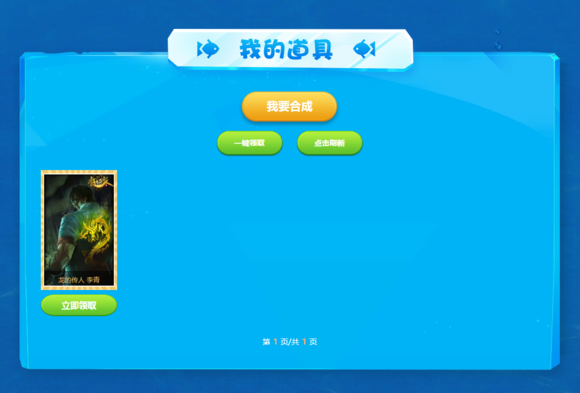 我的道具
我要合成
一键领取
点击刷新
龙的传人 李青
立即领取
第 1 页/共 1 页